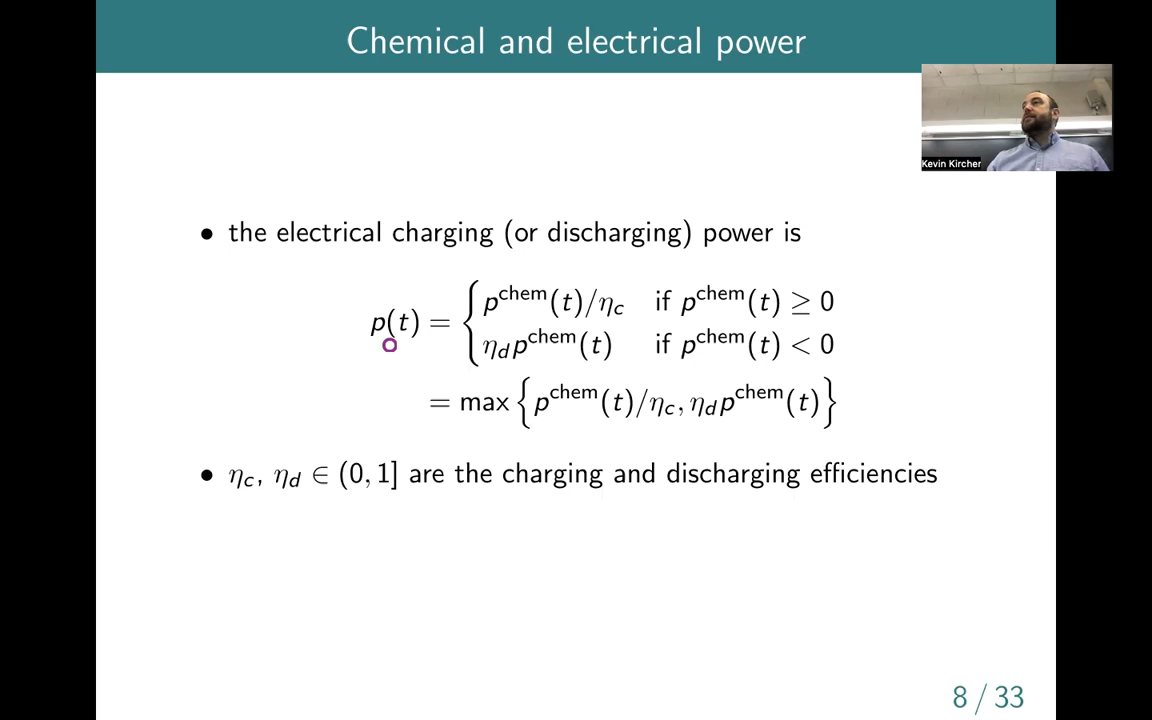 Chemical and electrical power
Kevin Kircher
• the electrical charging (or discharging) power is
p(t) = { p^chem(t)/η_c if p^chem(t) ≥ 0
η_d p^chem(t) if p^chem(t) < 0
= max { p^chem(t)/η_c, η_d p^chem(t) }
• η_c, η_d ∈ (0, 1] are the charging and discharging efficiencies
8 / 33